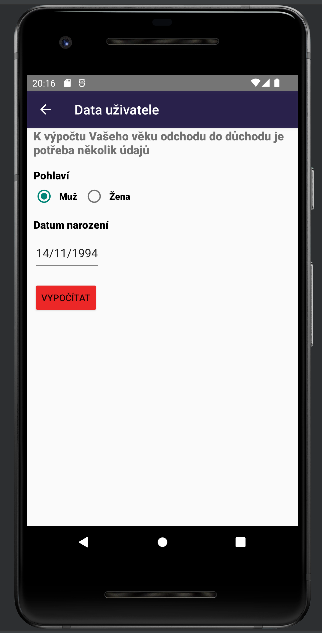 20:16
Data uživatele
K výpočtu Vašeho věku odchodu do důchodu je
potřeba několik údajů
Pohlaví
Muž Žena
Datum narození
14/11/1994
VYPOČÍTAT